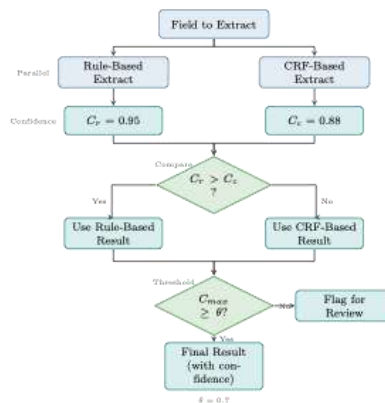 Field to Extract
Parallel
Rule-Based
Extract
CRF-Based
Extract
Confidence
C_r = 0.95
C_c = 0.88
Compare
C_r > C_c
?
Yes
No
Use Rule-Based
Result
Use CRF-Based
Result
Threshold
C_max
≥ θ?
No
Flag for
Review
Yes
Final Result
(with con-
fidence)
θ = 0.7